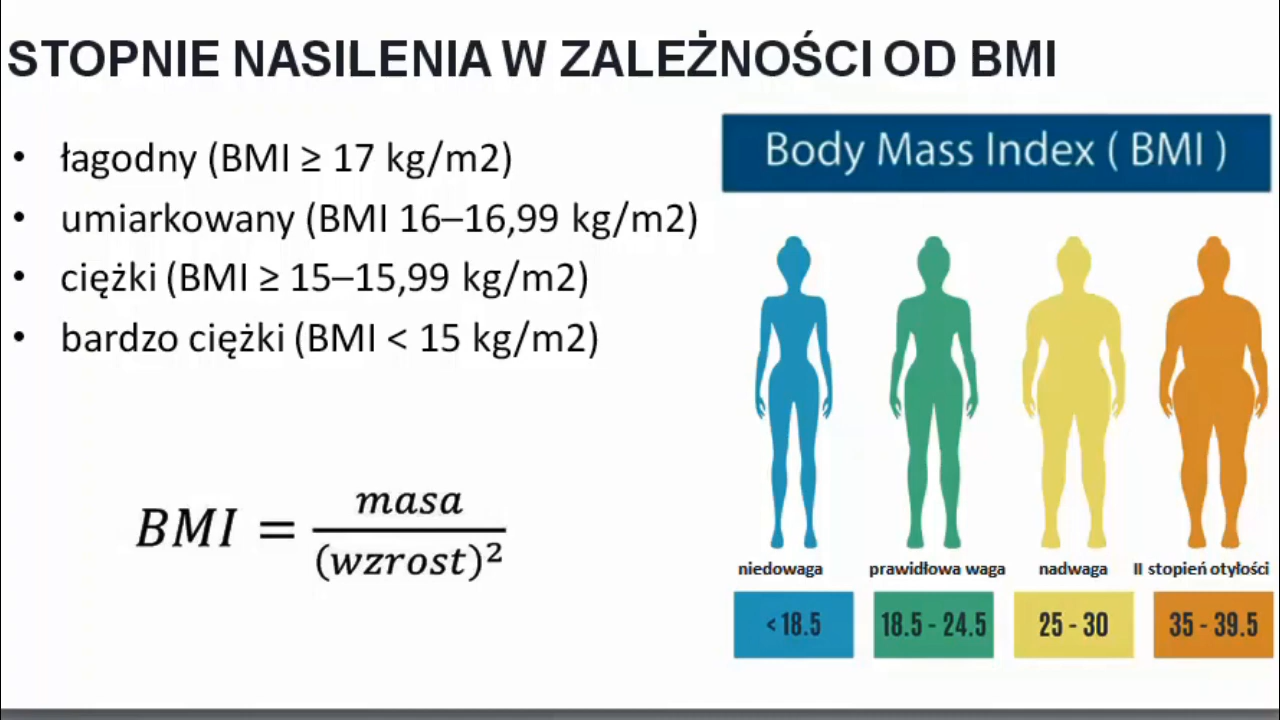 STOPNIE NASILENIA W ZALEŻNOŚCI OD BMI
• łagodny (BMI ≥ 17 kg/m2)
• umiarkowany (BMI 16–16,99 kg/m2)
• ciężki (BMI ≥ 15–15,99 kg/m2)
• bardzo ciężki (BMI < 15 kg/m2)
BMI = masa / (wzrost)²
Body Mass Index ( BMI )
niedowaga prawidłowa waga nadwaga II stopień otyłości
< 18.5 18.5 - 24.5 25 - 30 35 - 39.5